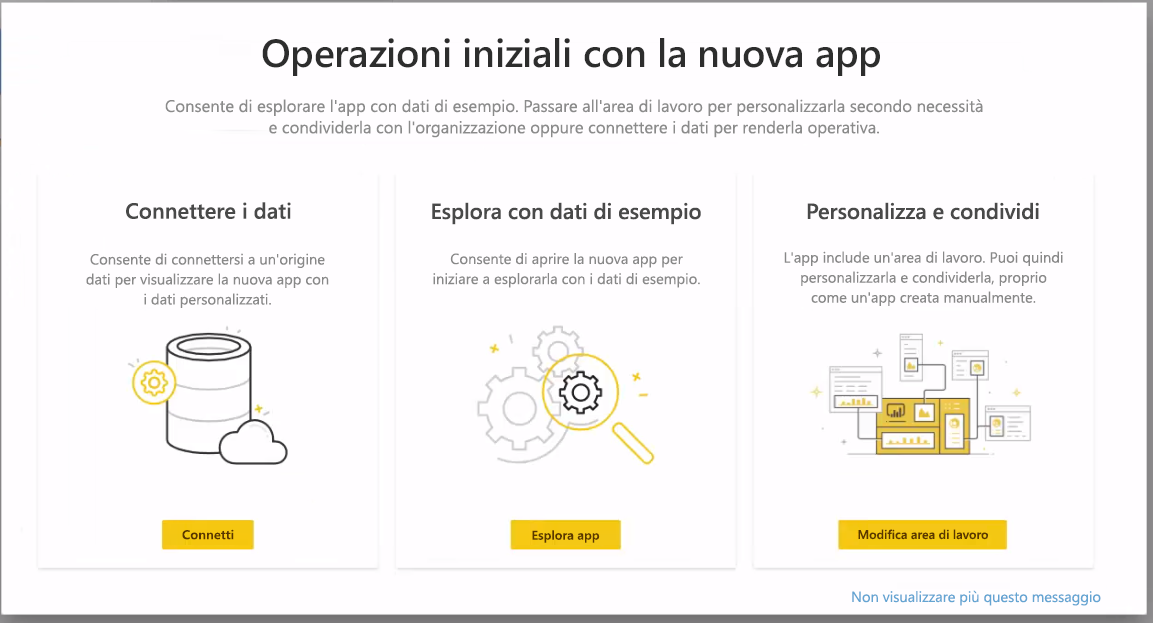 Operazioni iniziali con la nuova app
Consente di esplorare l'app con dati di esempio. Passare all'area di lavoro per personalizzarla secondo necessità
e condividerla con l'organizzazione oppure connettere i dati per renderla operativa.
Connettere i dati
Consente di connettersi a un'origine
dati per visualizzare la nuova app con
i dati personalizzati.
Connetti
Esplora con dati di esempio
Consente di aprire la nuova app per
iniziare a esplorarla con i dati di esempio.
Esplora app
Personalizza e condividi
L'app include un'area di lavoro. Puoi quindi
personalizzarla e condividerla, proprio
come un'app creata manualmente.
Modifica area di lavoro
Non visualizzare più questo messaggio